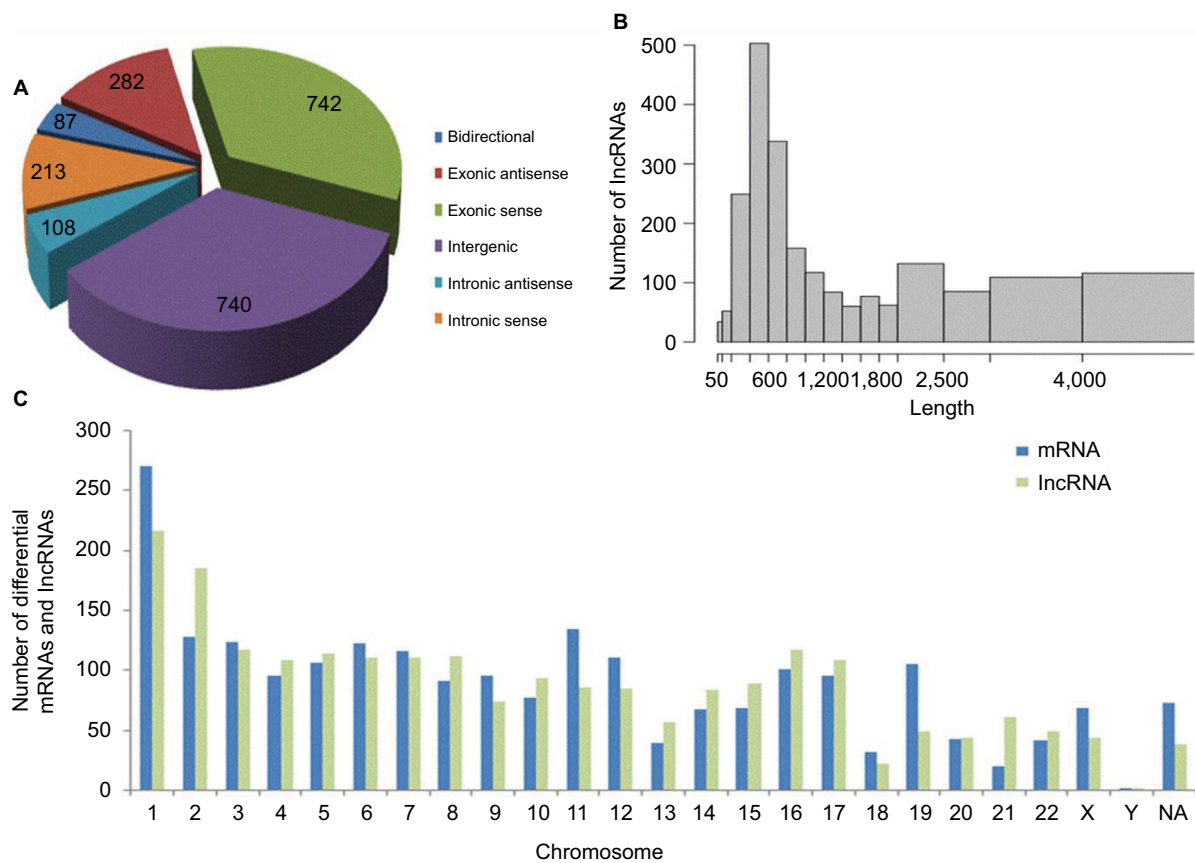 A
282
742
87
213
108
740
Bidirectional
Exonic antisense
Exonic sense
Intergenic
Intronic antisense
Intronic sense
B
Number of lncRNAs
500
400
300
200
100
0
50 600 1,200 1,800 2,500 4,000
Length
C
Number of differential
mRNAs and lncRNAs
300
250
200
150
100
50
0
mRNA
lncRNA
1 2 3 4 5 6 7 8 9 10 11 12 13 14 15 16 17 18 19 20 21 22 X Y NA
Chromosome